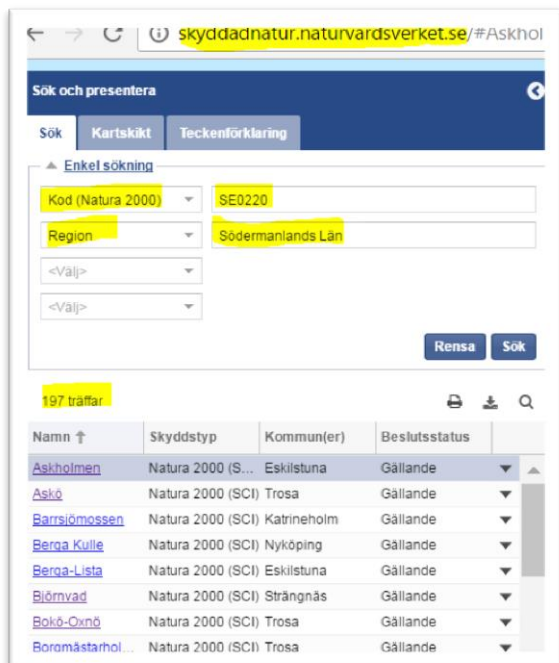 skyddadnatur.naturvardsverket.se/#Askhol
Sök och presentera
Sök Kartskikt Teckenförklaring
Enkel sökning
Kod (Natura 2000) SE0220
Region Södermanlands Län
<Välj>
<Välj>
Rensa Sök
197 träffar
Namn Skyddstyp Kommun(er) Beslutsstatus
Askholmen Natura 2000 (S... Eskilstuna Gällande
Askö Natura 2000 (SCI) Trosa Gällande
Barrsjömossen Natura 2000 (SCI) Katrineholm Gällande
Berga Kulle Natura 2000 (SCI) Nyköping Gällande
Berga-Lista Natura 2000 (SCI) Eskilstuna Gällande
Björnvad Natura 2000 (SCI) Strängnäs Gällande
Bokö-Oxnö Natura 2000 (SCI) Trosa Gällande
Borgmästarhol... Natura 2000 (SCI) Trosa Gällande